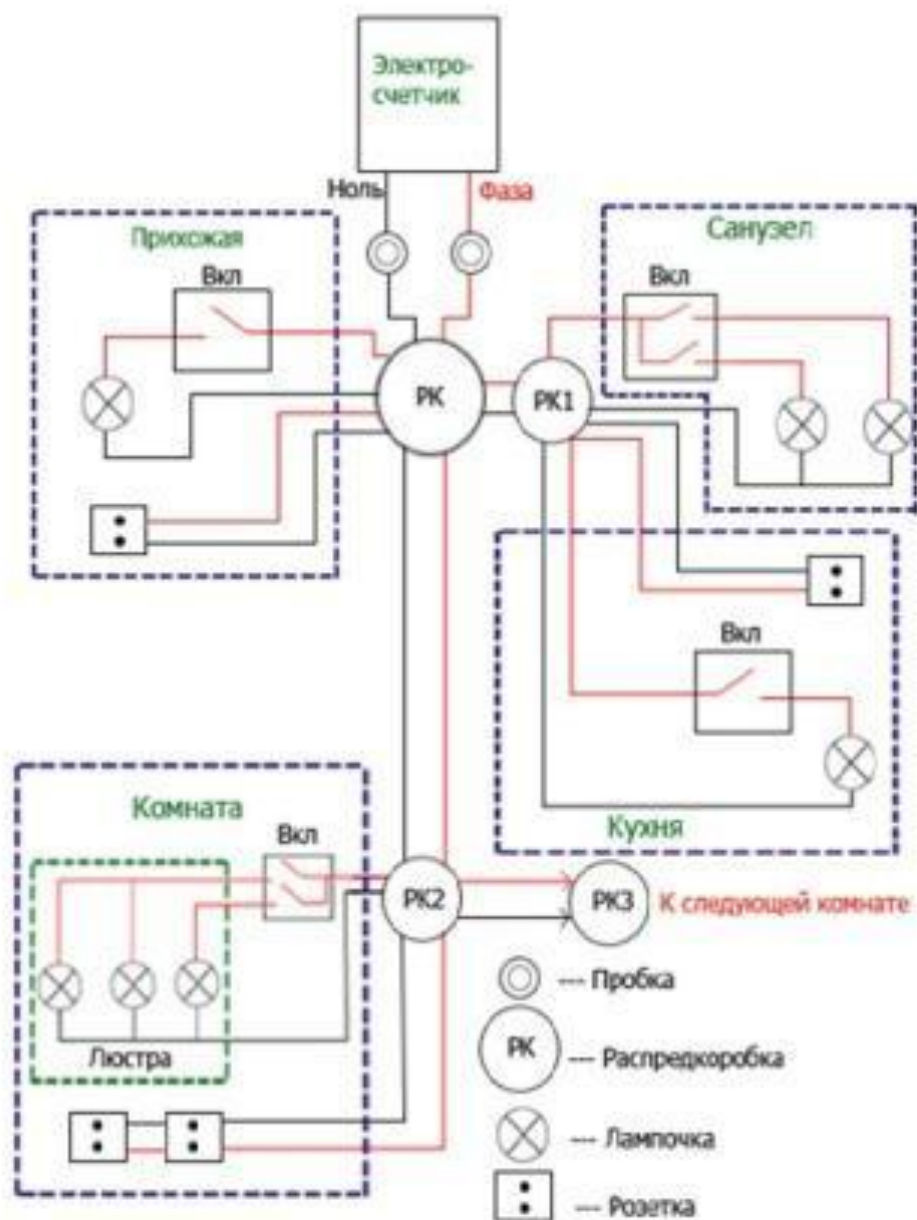 Электро-
счетчик
Ноль
Фаза
Прихожая
Вкл
Санузел
Вкл
РК
РК1
Вкл
Комната
Вкл
Кухня
РК2
РК3
К следующей комнате
Люстра
--- Пробка
РК
--- Распредкоробка
--- Лампочка
--- Розетка